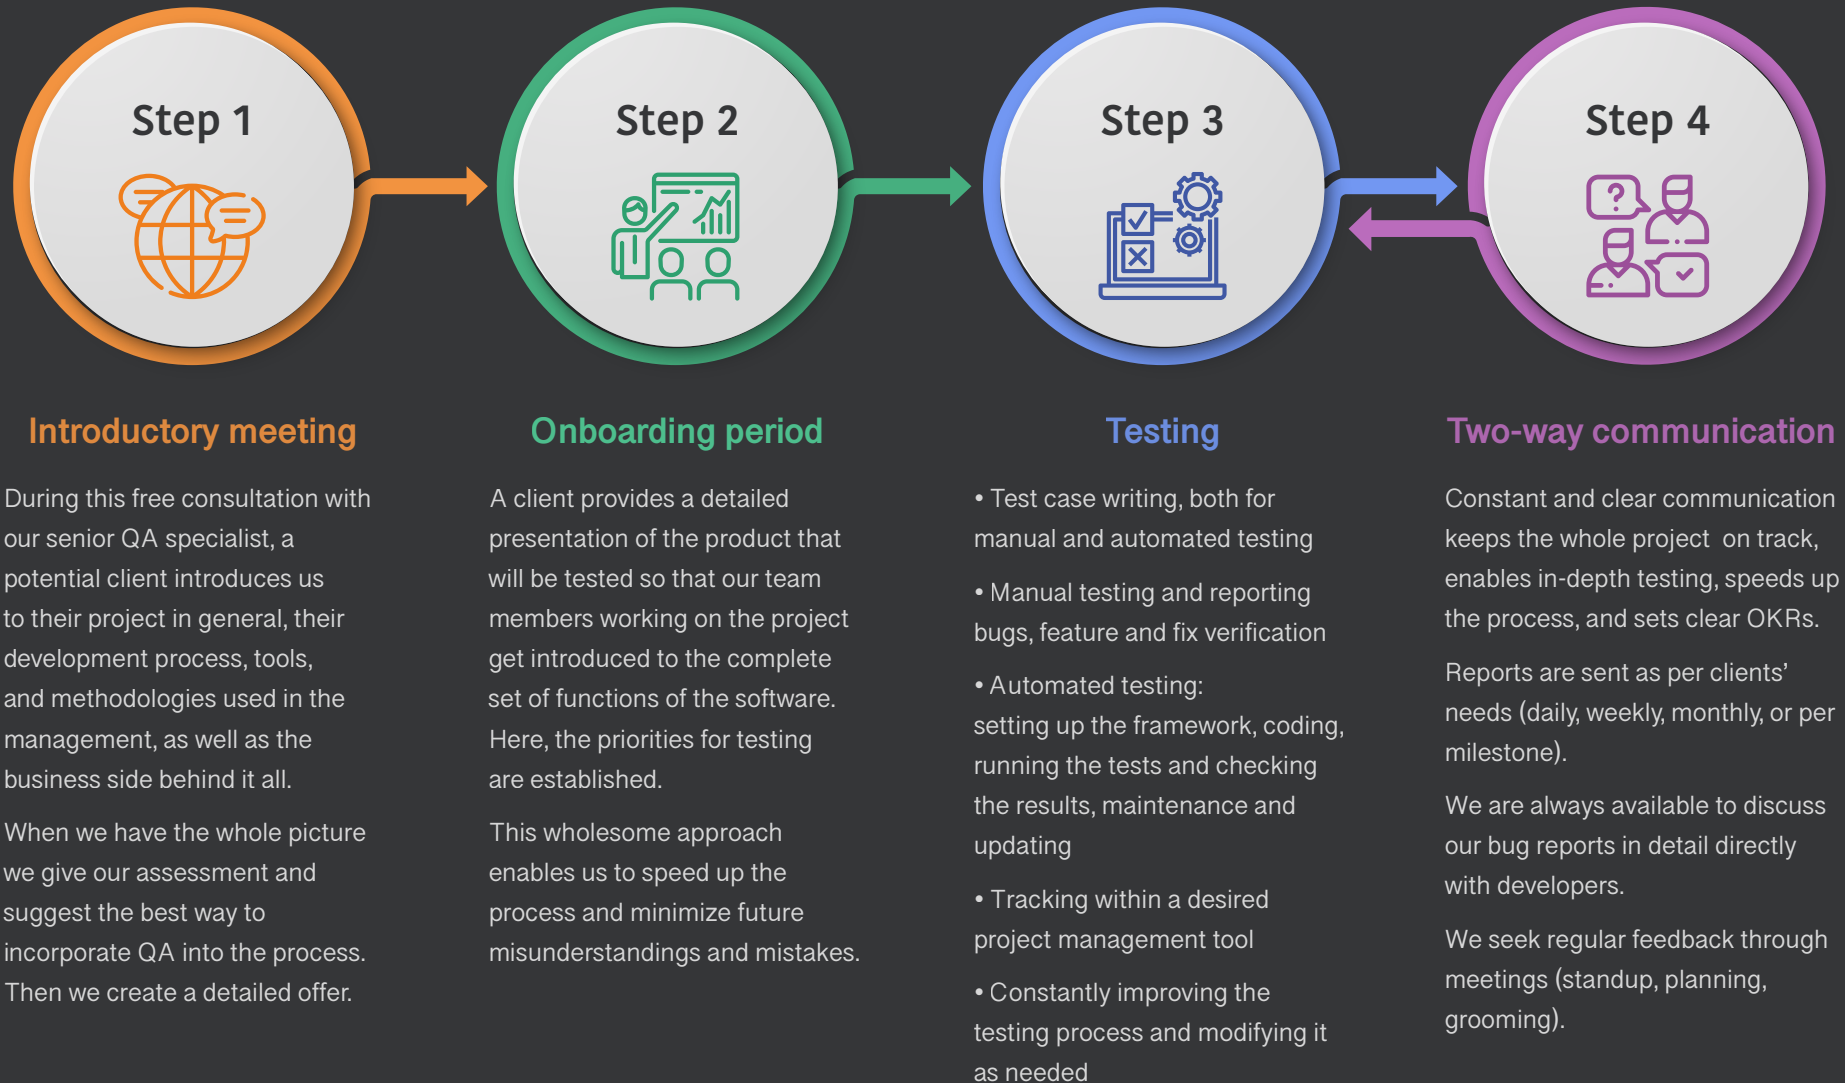 Step 1
Introductory meeting
During this free consultation with
our senior QA specialist, a
potential client introduces us
to their project in general, their
development process, tools,
and methodologies used in the
management, as well as the
business side behind it all.
When we have the whole picture
we give our assessment and
suggest the best way to
incorporate QA into the process.
Then we create a detailed offer.
Step 2
Onboarding period
A client provides a detailed
presentation of the product that
will be tested so that our team
members working on the project
get introduced to the complete
set of functions of the software.
Here, the priorities for testing
are established.
This wholesome approach
enables us to speed up the
process and minimize future
misunderstandings and mistakes.
Step 3
Testing
• Test case writing, both for
manual and automated testing
• Manual testing and reporting
bugs, feature and fix verification
• Automated testing:
setting up the framework, coding,
running the tests and checking
the results, maintenance and
updating
• Tracking within a desired
project management tool
• Constantly improving the
testing process and modifying it
as needed
Step 4
?
Two-way communication
Constant and clear communication
keeps the whole project  on track,
enables in-depth testing, speeds up
the process, and sets clear OKRs.
Reports are sent as per clients’
needs (daily, weekly, monthly, or per
milestone).
We are always available to discuss
our bug reports in detail directly
with developers.
We seek regular feedback through
meetings (standup, planning,
grooming).